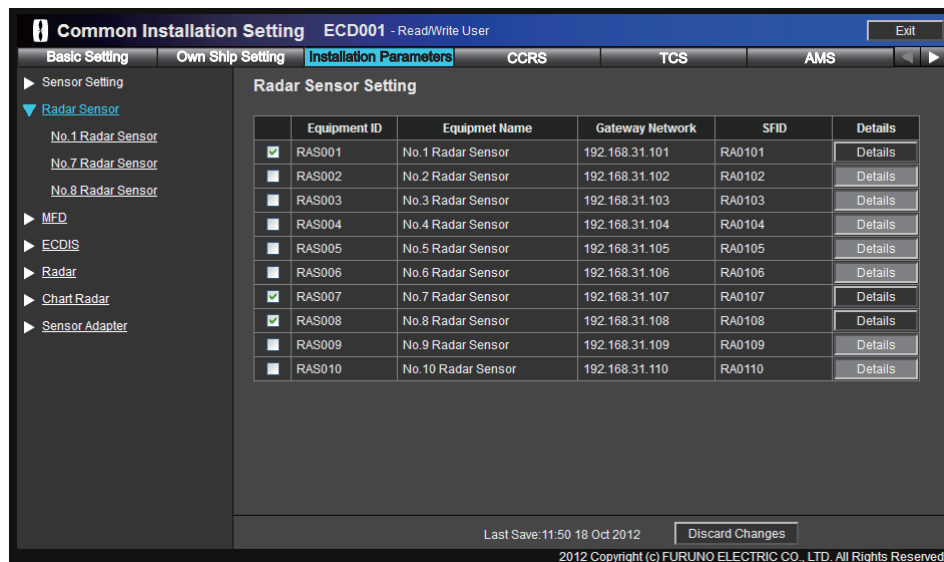 Common Installation Setting ECD001 - Read/Write User Exit
Basic Setting Own Ship Setting Installation Parameters CCRS TCS AMS
Sensor Setting
Radar Sensor
No.1 Radar Sensor
No.7 Radar Sensor
No.8 Radar Sensor
MFD
ECDIS
Radar
Chart Radar
Sensor Adapter
Radar Sensor Setting
Equipment ID Equipmet Name Gateway Network SFID Details
RAS001 No.1 Radar Sensor 192.168.31.101 RA0101 Details
RAS002 No.2 Radar Sensor 192.168.31.102 RA0102 Details
RAS003 No.3 Radar Sensor 192.168.31.103 RA0103 Details
RAS004 No.4 Radar Sensor 192.168.31.104 RA0104 Details
RAS005 No.5 Radar Sensor 192.168.31.105 RA0105 Details
RAS006 No.6 Radar Sensor 192.168.31.106 RA0106 Details
RAS007 No.7 Radar Sensor 192.168.31.107 RA0107 Details
RAS008 No.8 Radar Sensor 192.168.31.108 RA0108 Details
RAS009 No.9 Radar Sensor 192.168.31.109 RA0109 Details
RAS010 No.10 Radar Sensor 192.168.31.110 RA0110 Details
Last Save:11:50 18 Oct 2012 Discard Changes
2012 Copyright (c) FURUNO ELECTRIC CO., LTD. All Rights Reserved